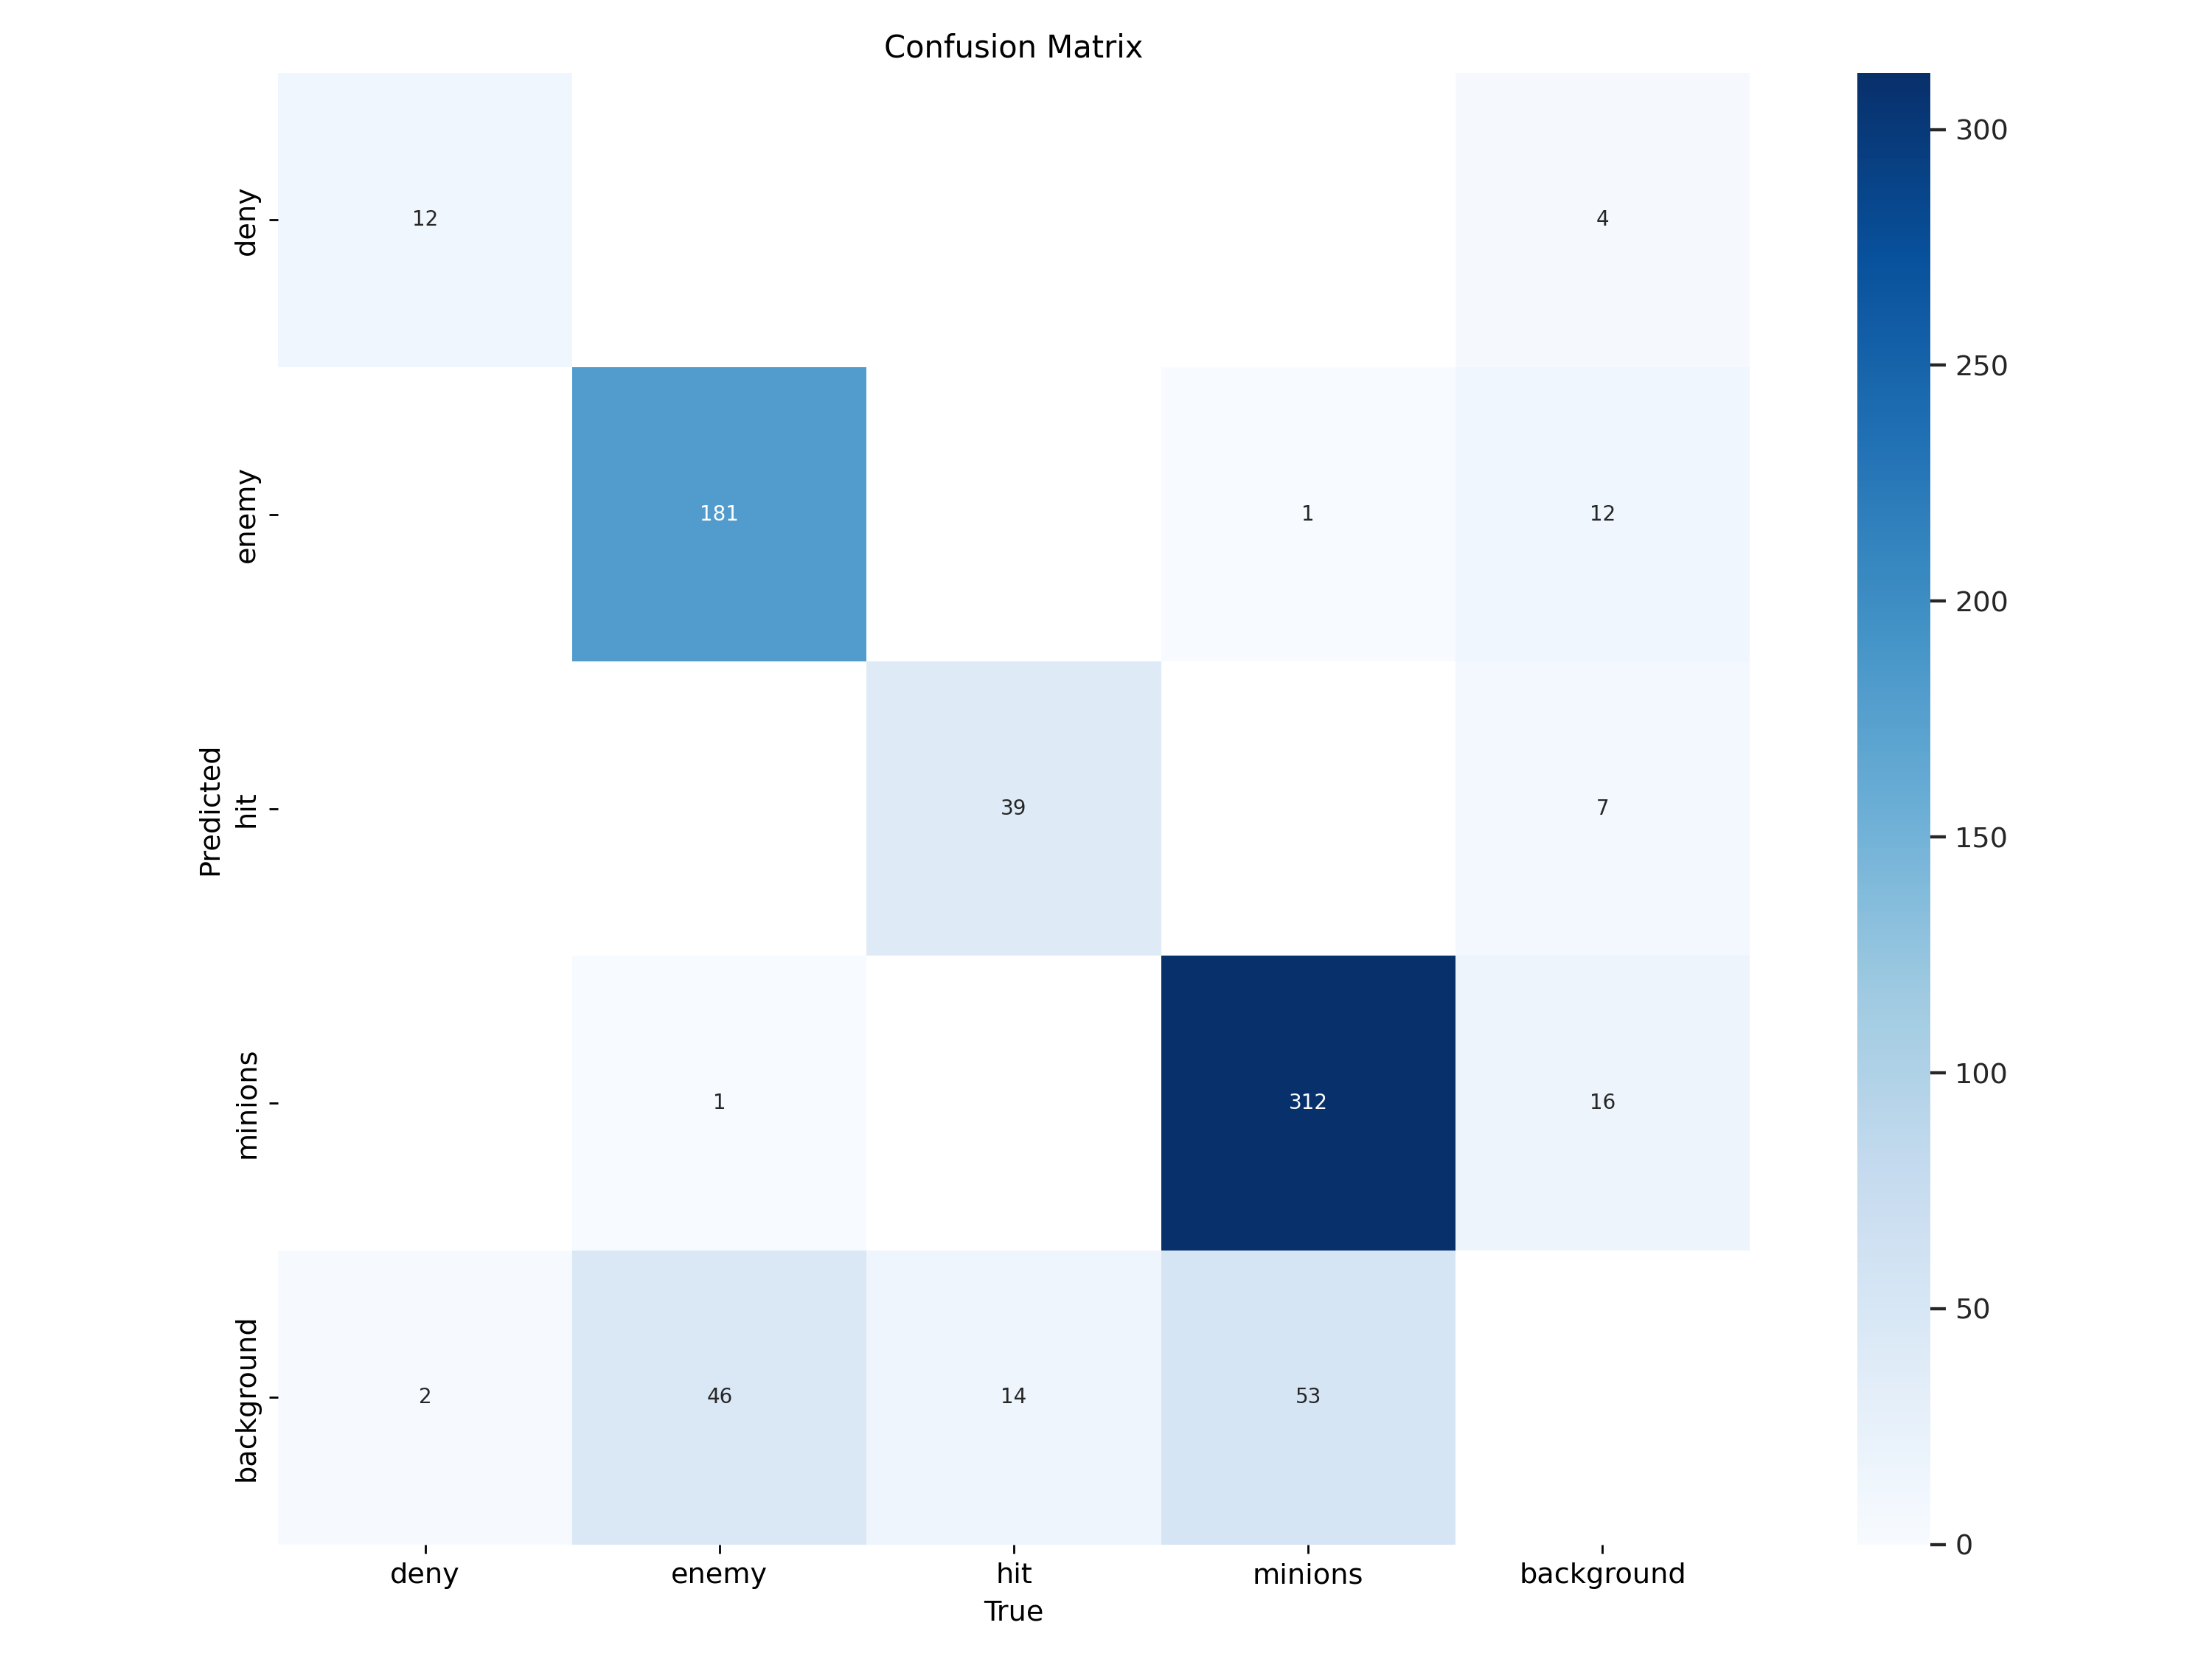 Confusion Matrix
Predicted
deny
12
4
enemy
181
1
12
hit
39
7
minions
1
312
16
background
2
46
14
53
deny
enemy
hit
minions
background
True
300
250
200
150
100
50
0